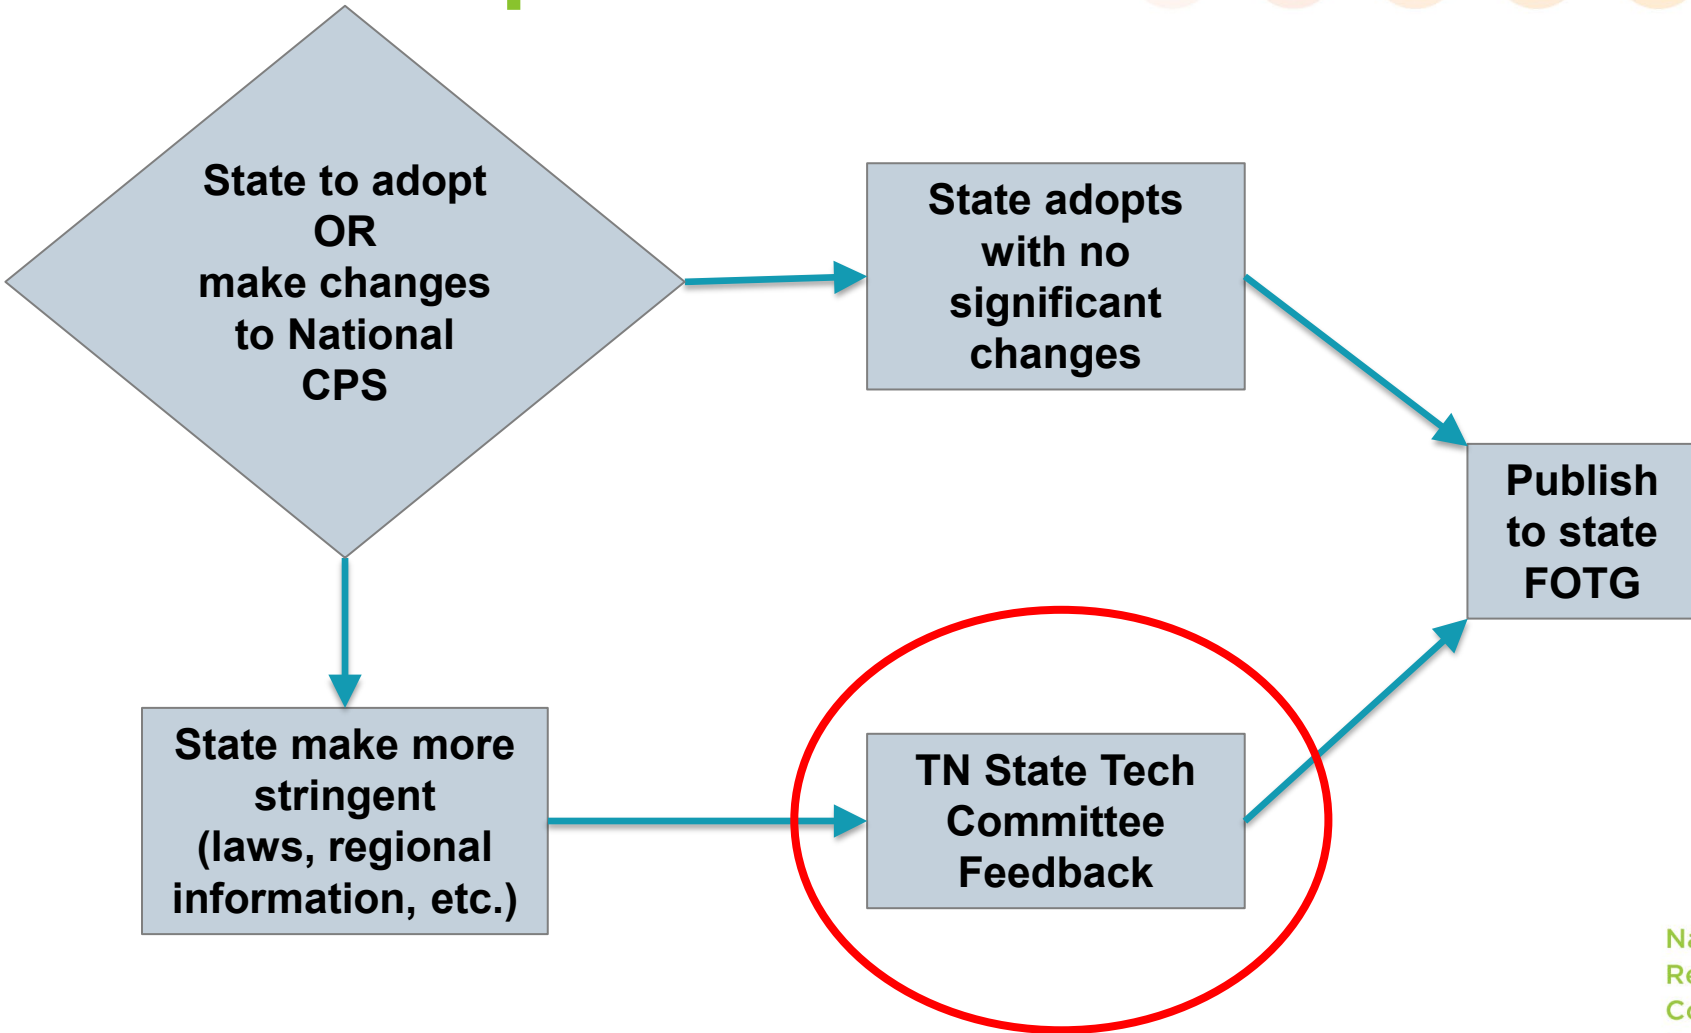 State to adopt
OR
make changes
to National
CPS
State adopts
with no
significant
changes
Publish
to state
FOTG
State make more
stringent
(laws, regional
information, etc.)
TN State Tech
Committee
Feedback